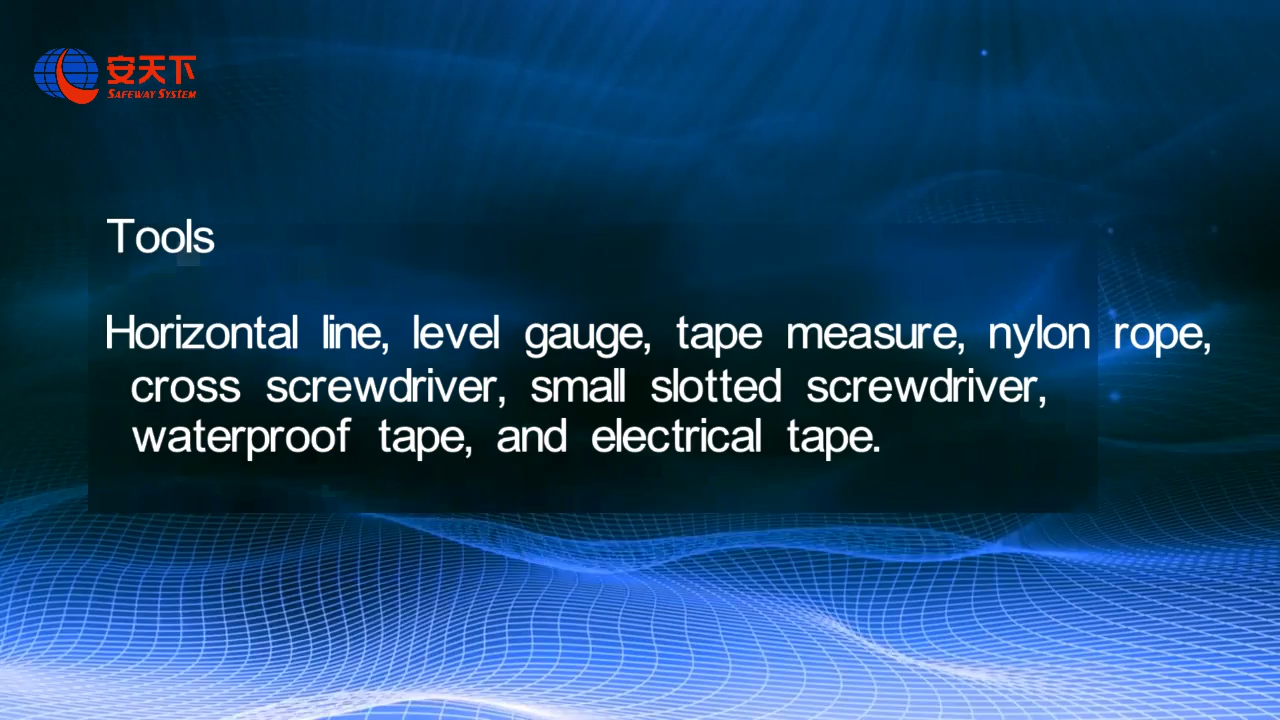 安天下
SAFEWAY SYSTEM
Tools
Horizontal line, level gauge, tape measure, nylon rope,
cross screwdriver, small slotted screwdriver,
waterproof tape, and electrical tape.